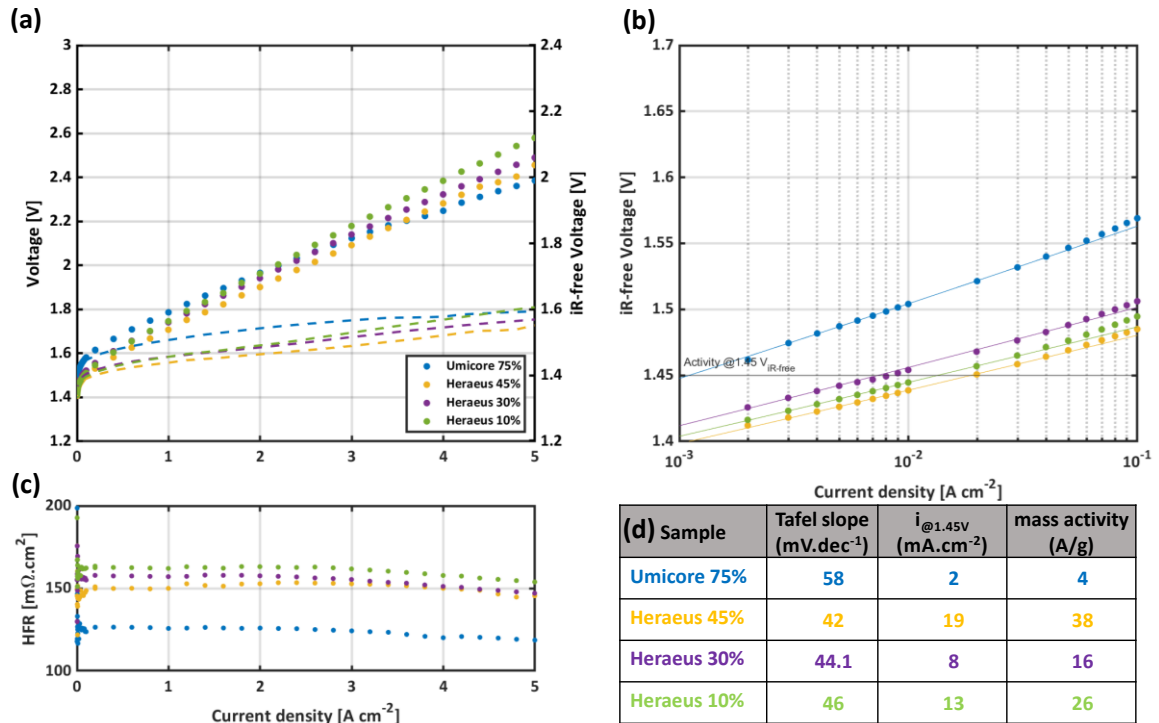 (a)
3
2.8
2.6
2.4
2.2
2
1.8
1.6
1.4
1.2
Voltage [V]
2.4
2.2
2
1.8
1.6
1.4
1.2
iR-free Voltage [V]
Umicore 75%
Heraeus 45%
Heraeus 30%
Heraeus 10%
0 1 2 3 4 5
(b)
1.7
1.65
1.6
1.55
1.5
1.45
1.4
iR-free Voltage [V]
Activity @1.45 V iR-free
10⁻³ 10⁻² 10⁻¹
Current density [A cm⁻²]
(c)
200
150
100
HFR [mΩ.cm²]
0 1 2 3 4 5
Current density [A cm⁻²]
(d) Sample Tafel slope (mV.dec⁻¹) i@1.45V (mA.cm⁻²) mass activity (A/g)
Umicore 75% 58 2 4
Heraeus 45% 42 19 38
Heraeus 30% 44.1 8 16
Heraeus 10% 46 13 26